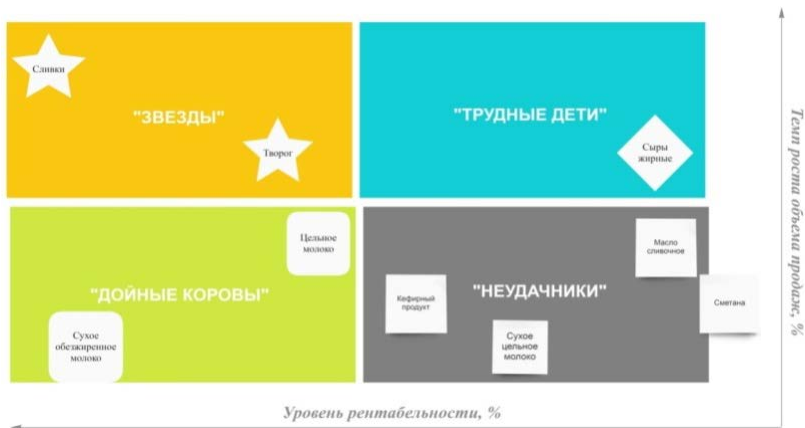 Сливки
"ЗВЕЗДЫ"
Творог
"ТРУДНЫЕ ДЕТИ"
Сыры
жирные
Цельное
молоко
"ДОЙНЫЕ КОРОВЫ"
Сухое
обезжиренное
молоко
Масло
сливочное
"НЕУДАЧНИКИ"
Кефирный
продукт
Сметана
Сухое
цельное
молоко
Уровень рентабельности, %
Темп роста объема продаж, %